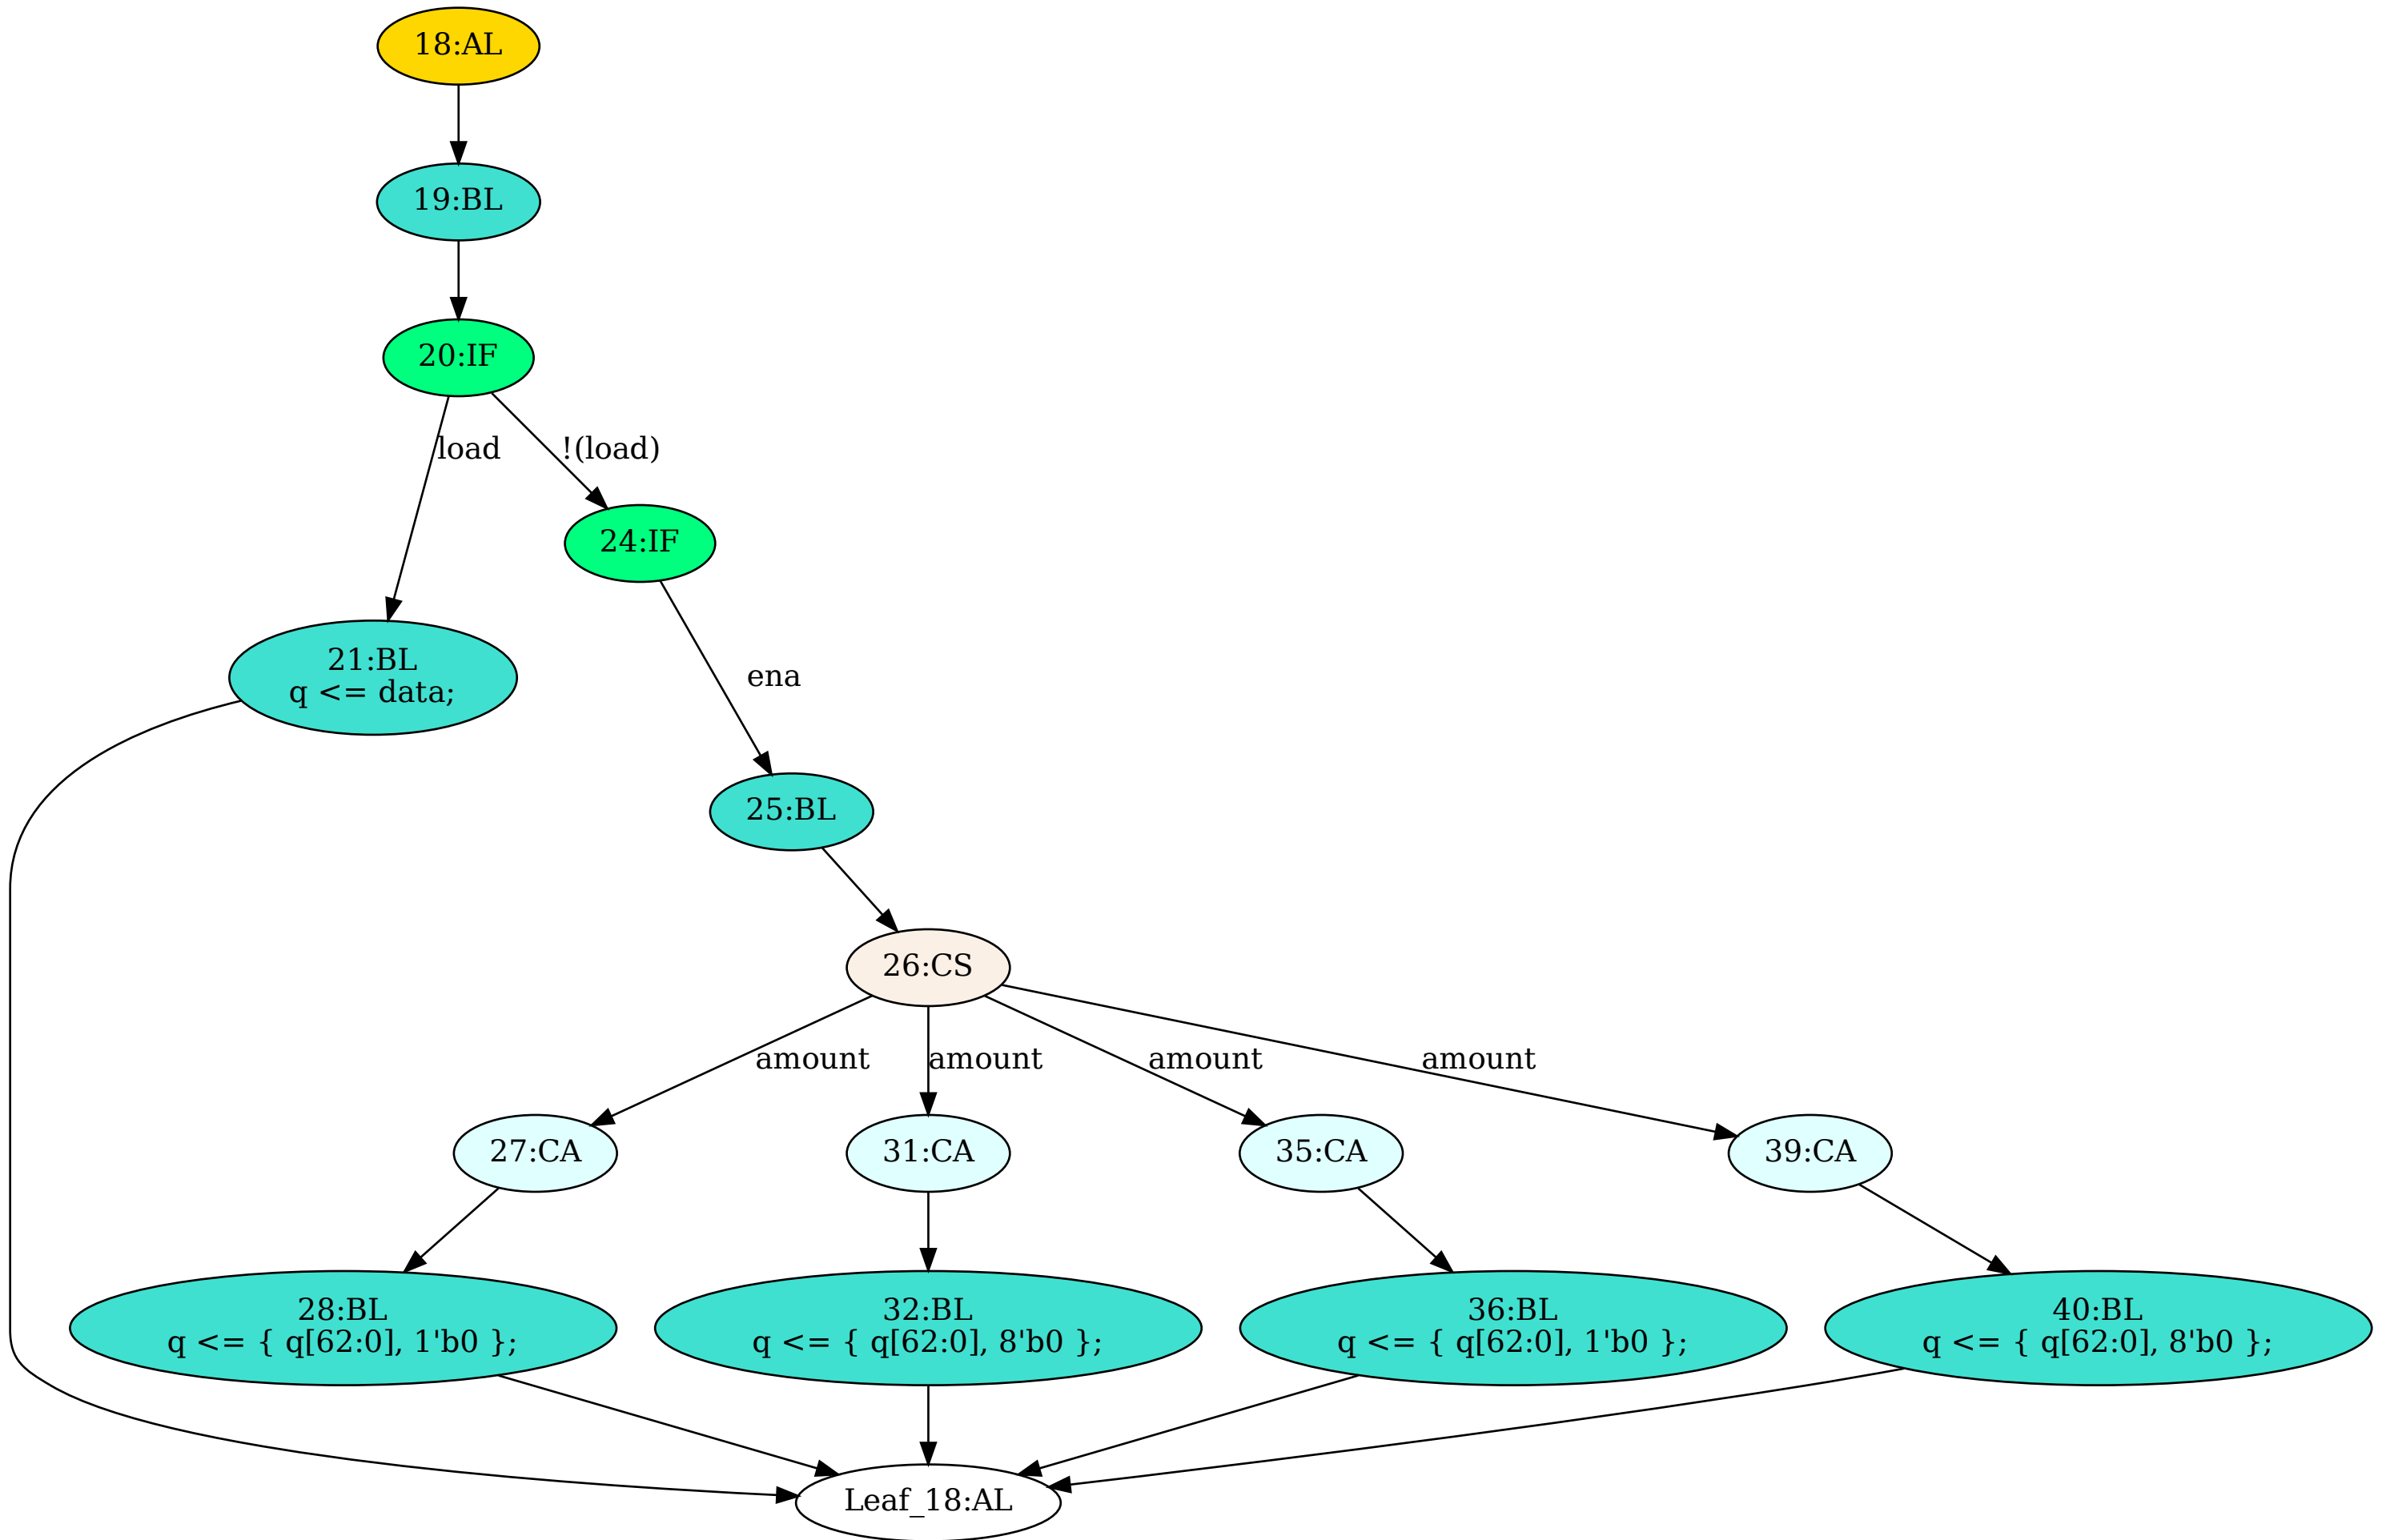 18:AL
19:BL
20:IF
load
!(load)
24:IF
21:BL
q <= data;
ena
25:BL
26:CS
amount
amount
amount
amount
27:CA
31:CA
35:CA
39:CA
28:BL
q <= { q[62:0], 1'b0 };
32:BL
q <= { q[62:0], 8'b0 };
36:BL
q <= { q[62:0], 1'b0 };
40:BL
q <= { q[62:0], 8'b0 };
Leaf_18:AL